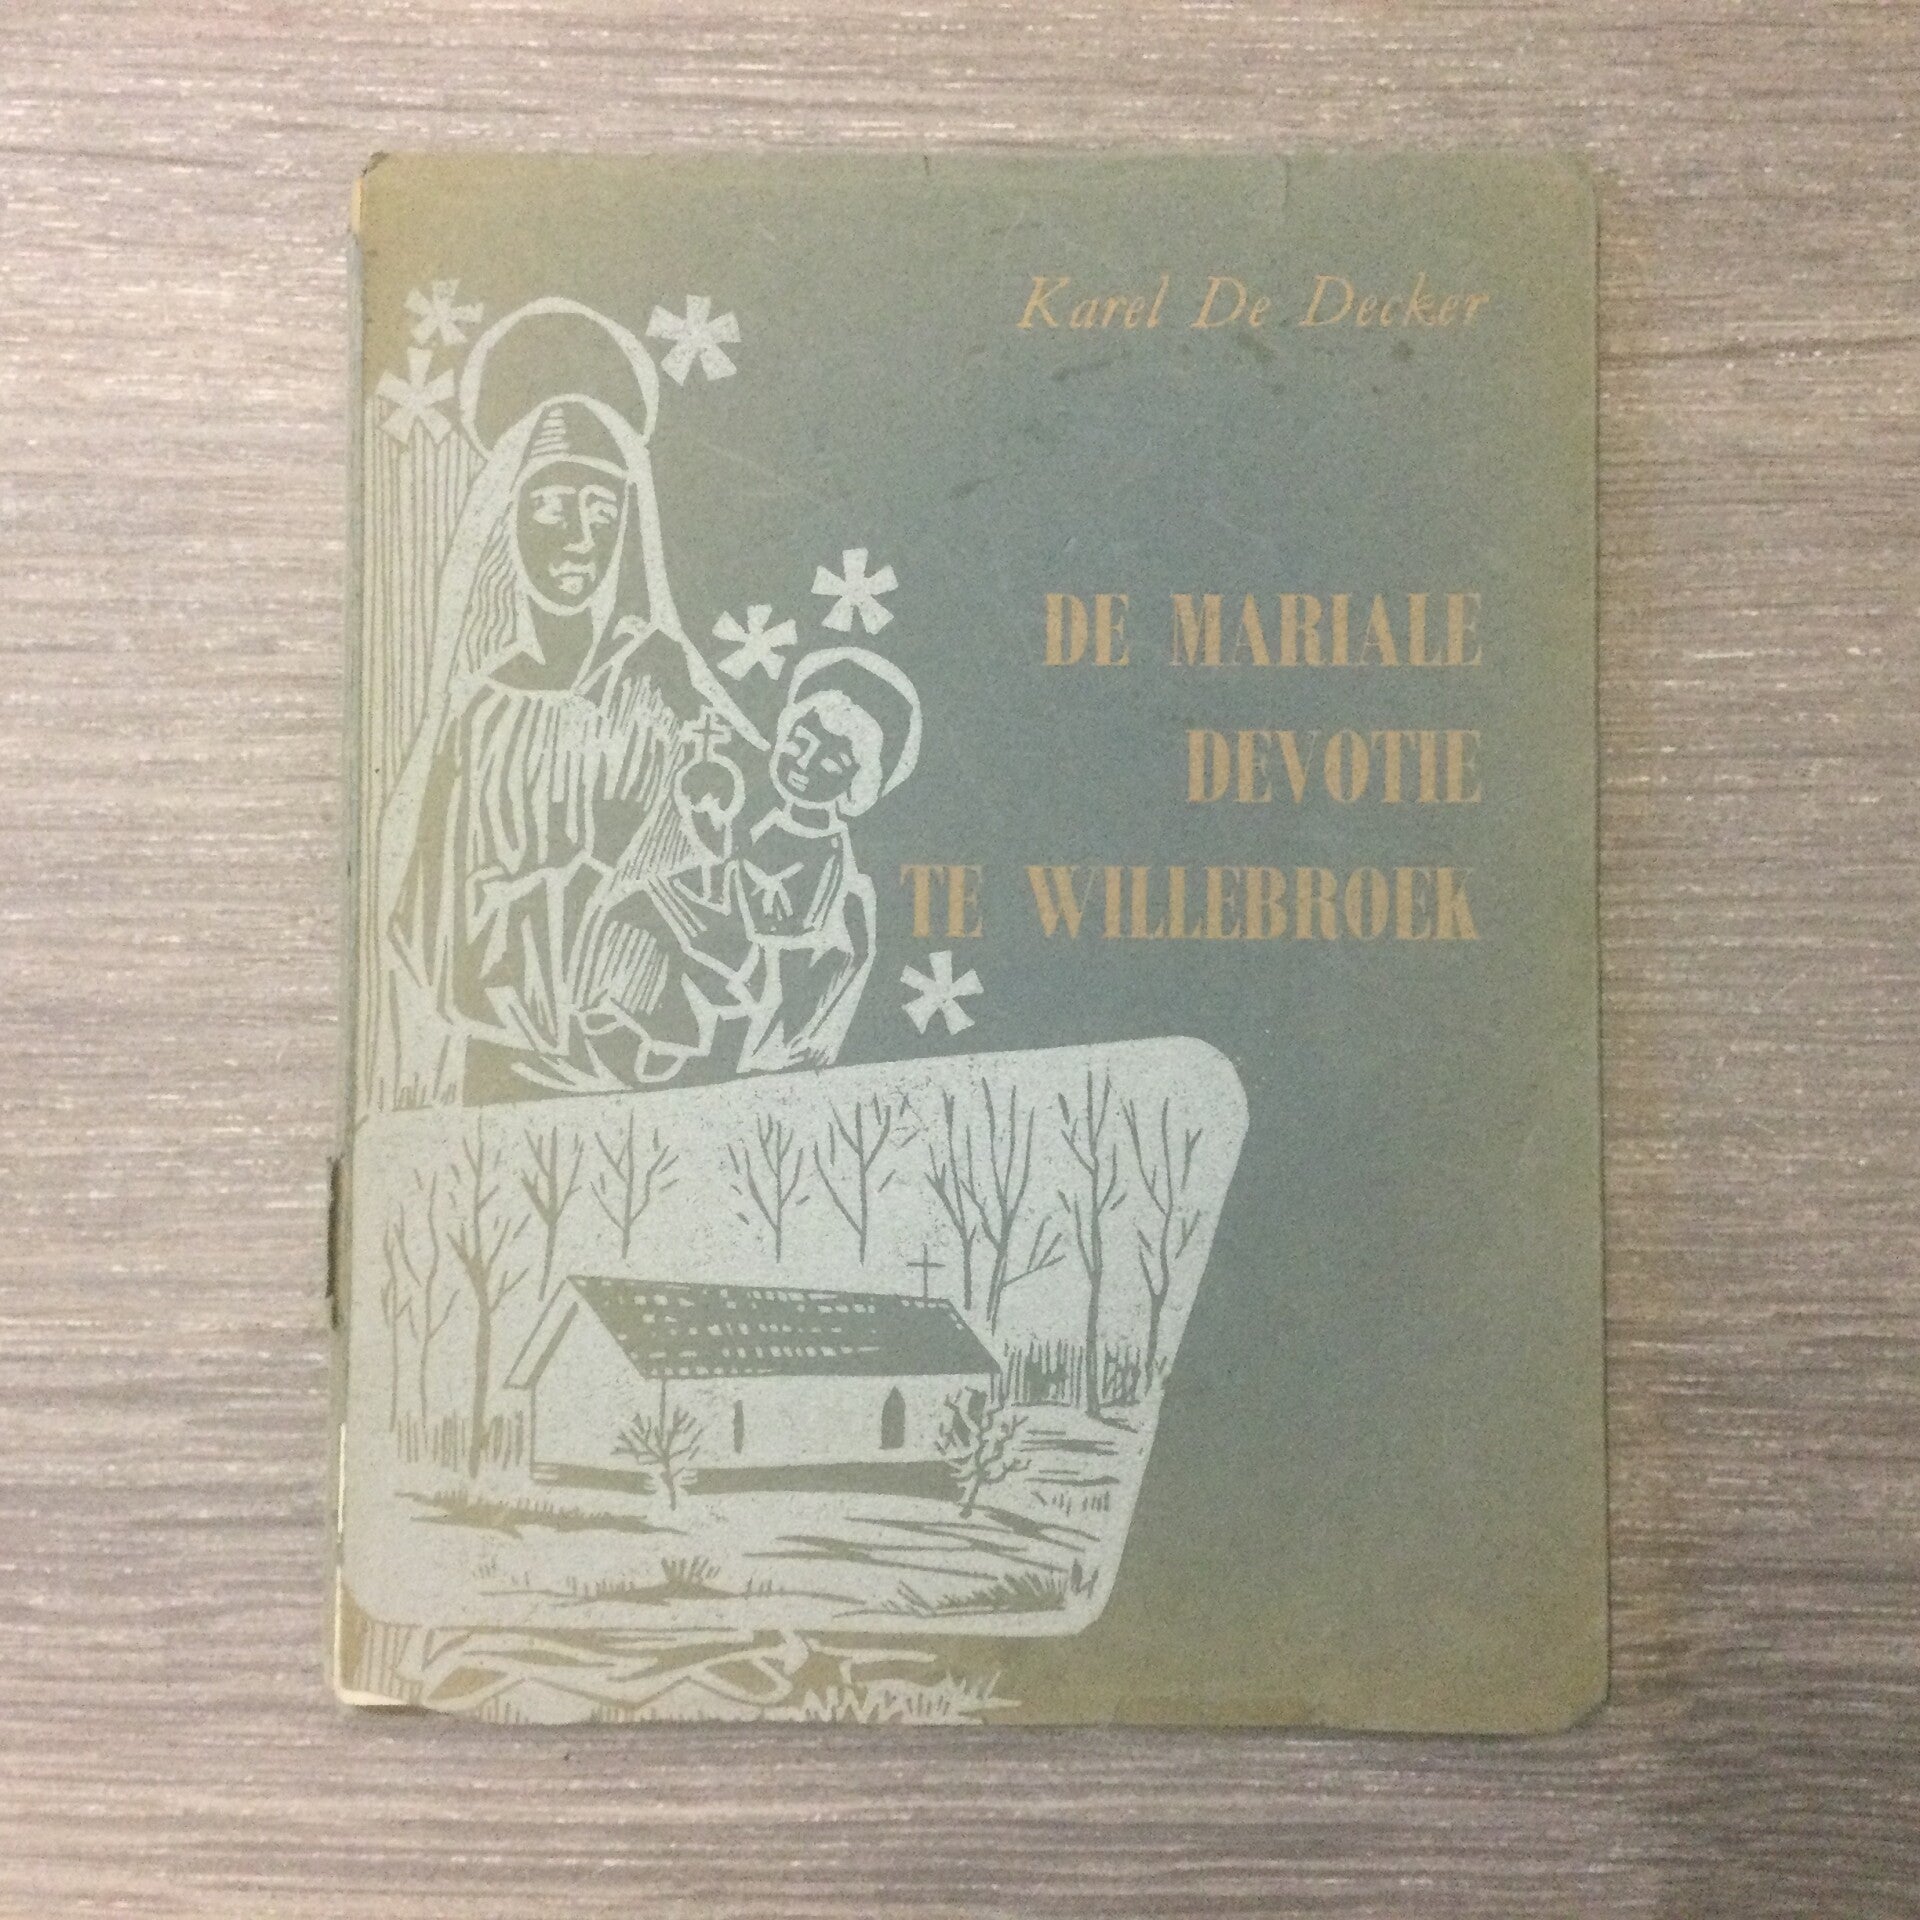 Karel De Decker
DE MARIALE
DEVOTIE
TE WILLEBROEK